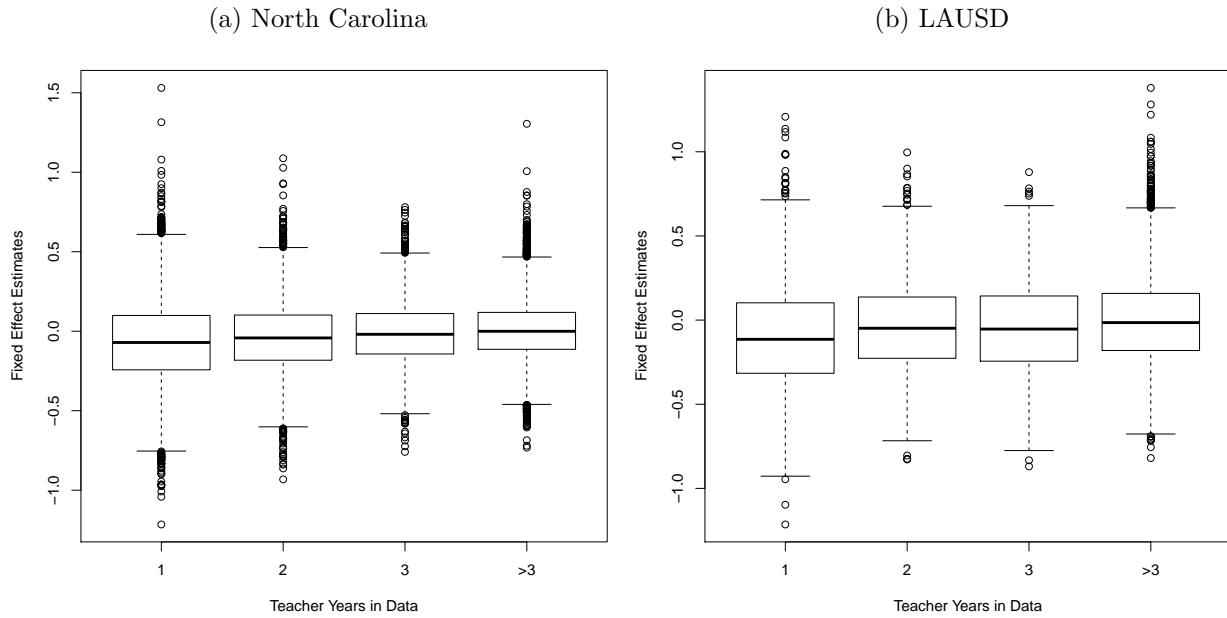 (a) North Carolina
1.5
1.0
0.5
0.0
−0.5
−1.0
Fixed Effect Estimates
1 2 3 >3
Teacher Years in Data
(b) LAUSD
1.0
0.5
0.0
−0.5
−1.0
Fixed Effect Estimates
1 2 3 >3
Teacher Years in Data